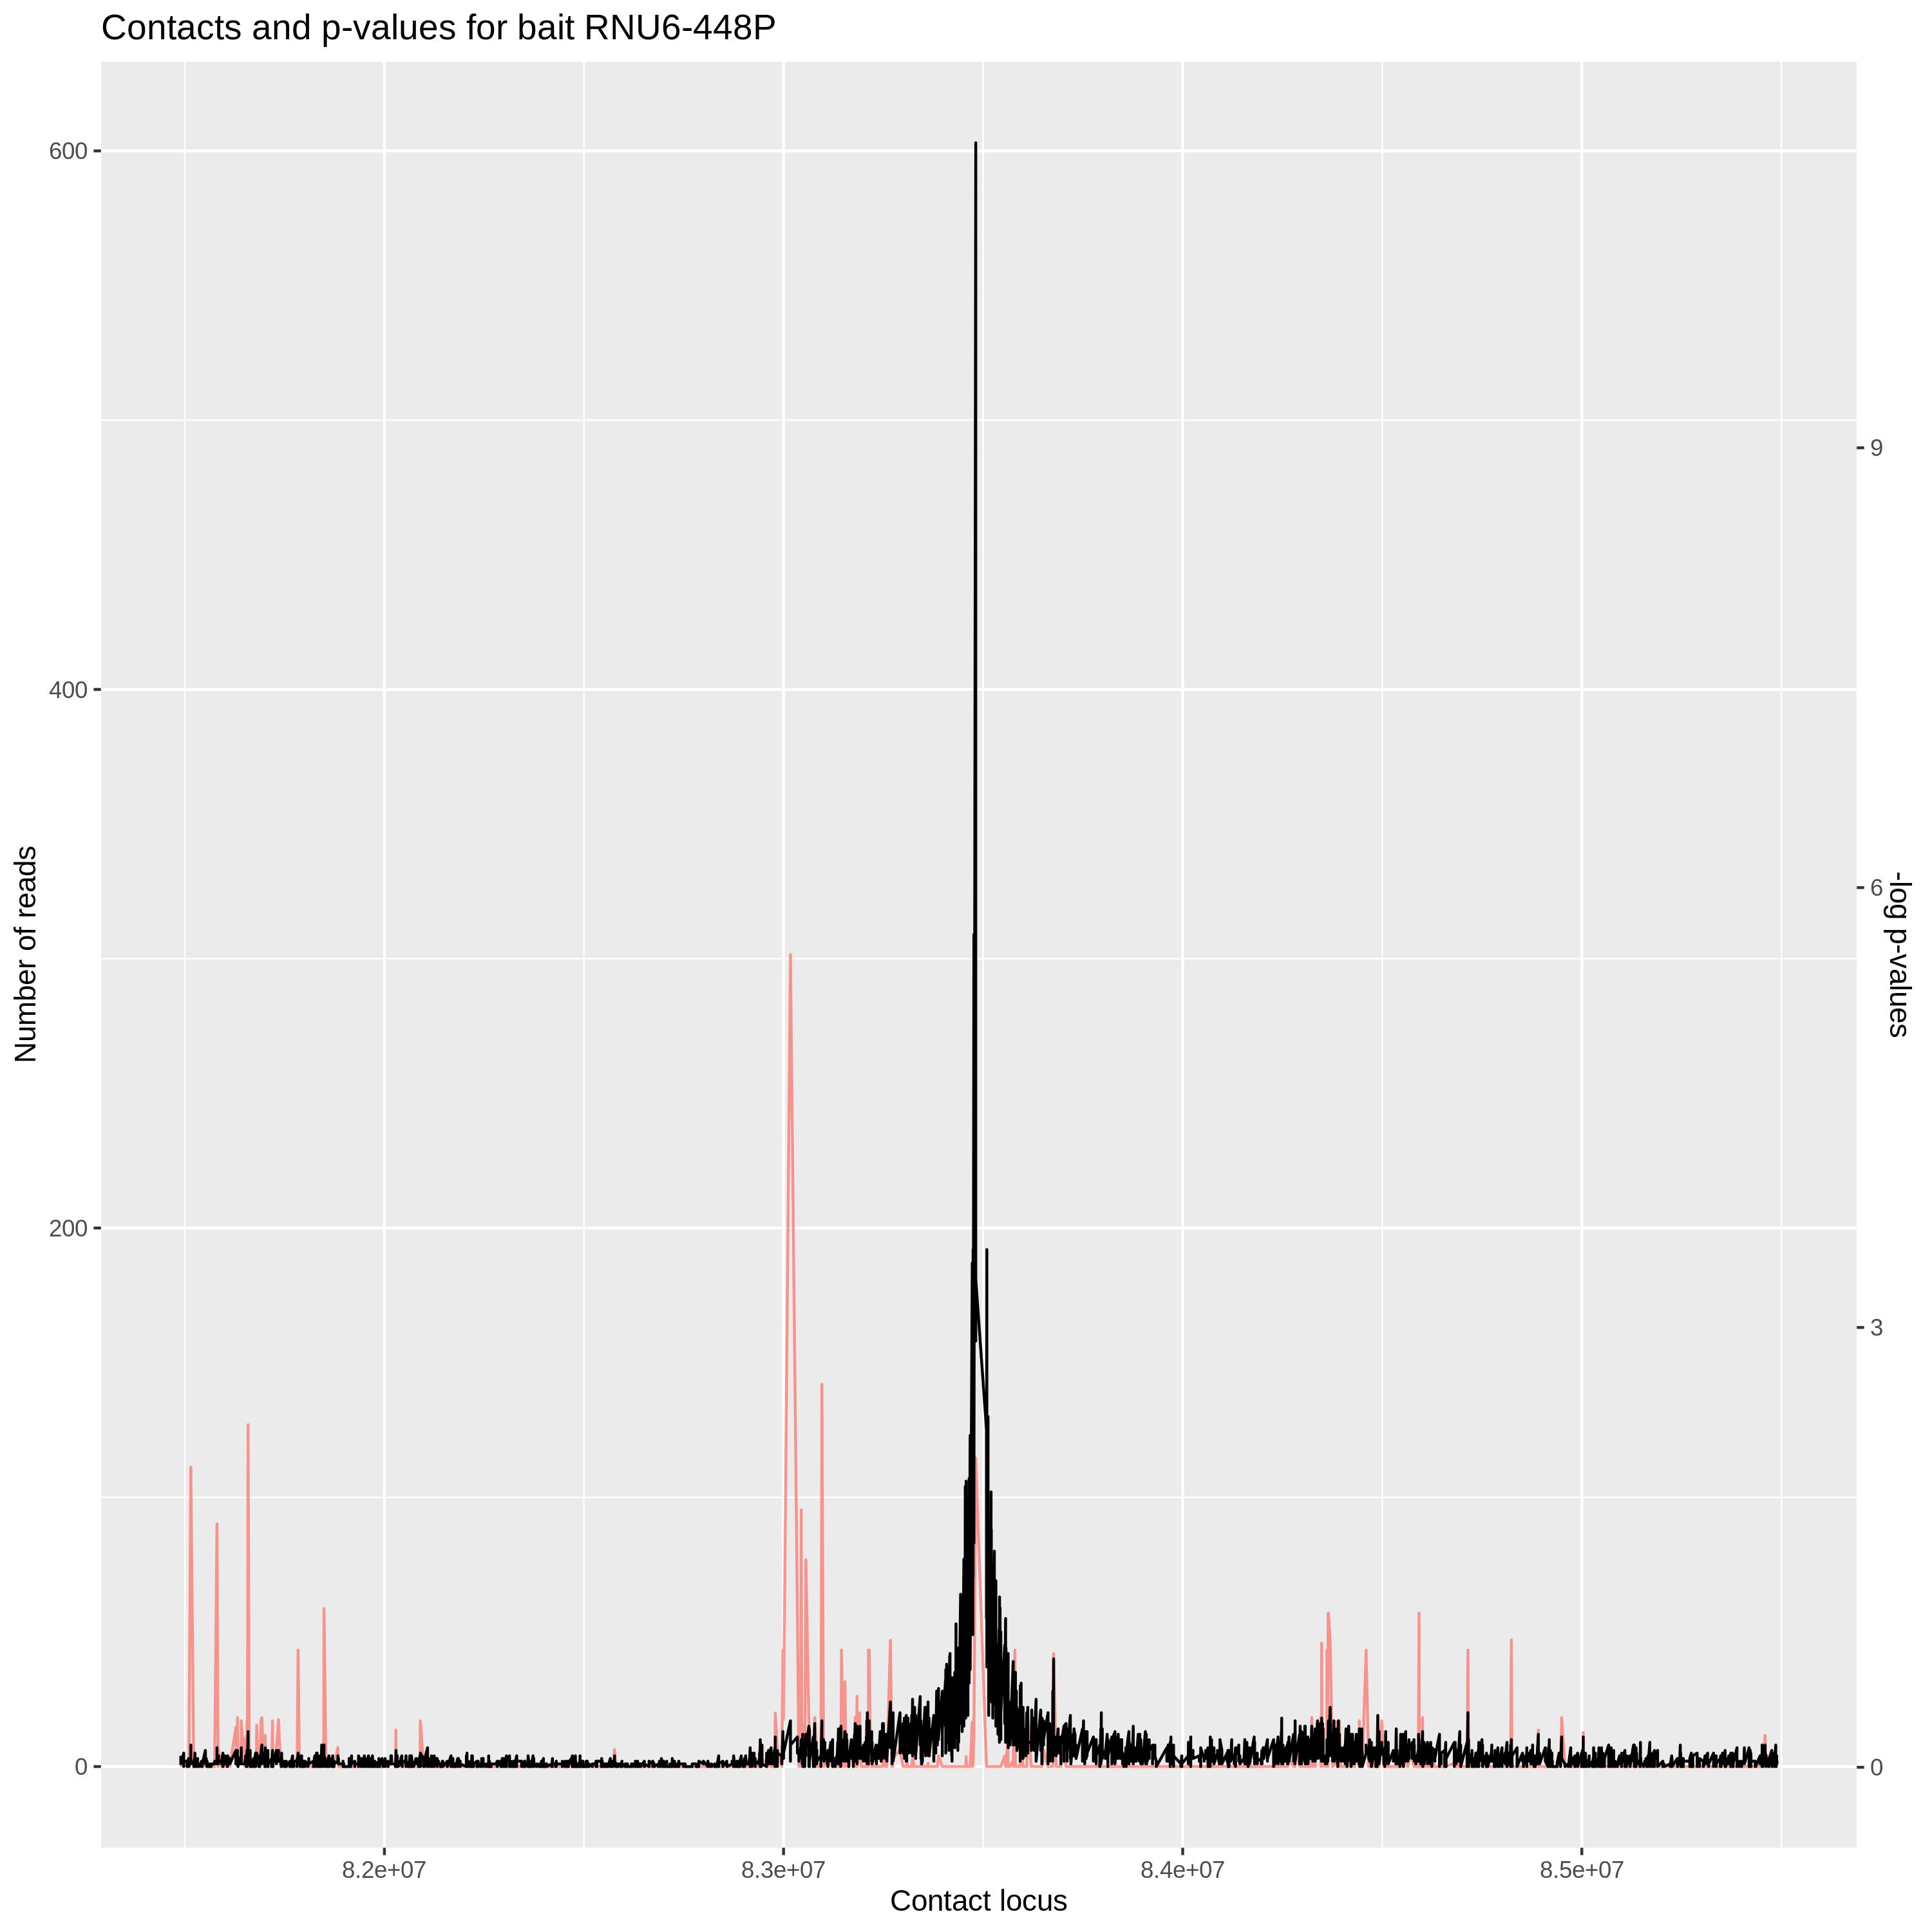 Contacts and p-values for bait RNU6-448P
600
400
200
0
Number of reads
9
6
3
0
-log p-values
8.2e+07 8.3e+07 8.4e+07 8.5e+07
Contact locus